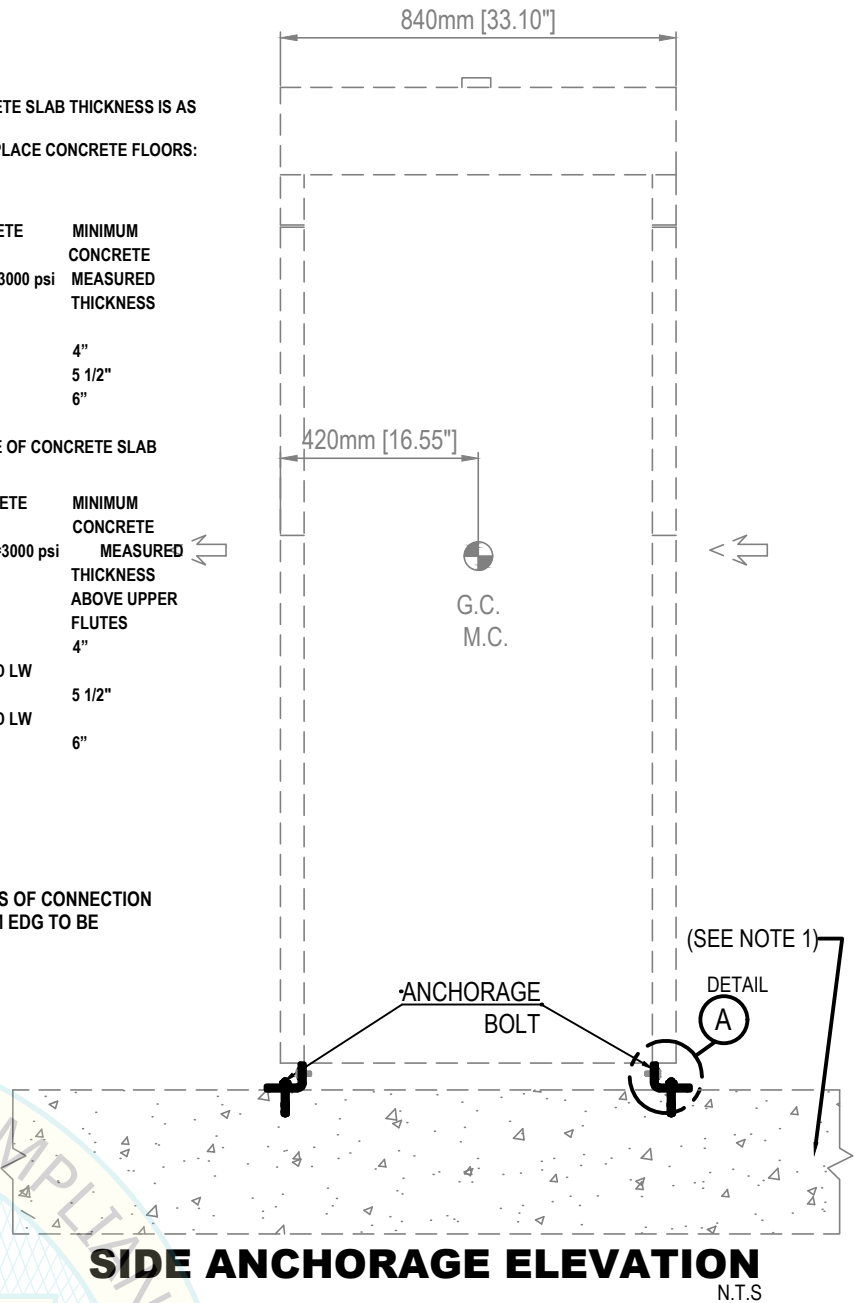 840mm [33.10"]
ETE SLAB THICKNESS IS AS
PLACE CONCRETE FLOORS:
ETE MINIMUM
CONCRETE
3000 psi MEASURED
THICKNESS
4”
5 1/2"
6”
E OF CONCRETE SLAB
ETE MINIMUM
CONCRETE
3000 psi MEASURED
THICKNESS
ABOVE UPPER
FLUTES
4”
D LW
5 1/2"
D LW
6”
420mm [16.55"]
G.C.
M.C.
S OF CONNECTION
M EDG TO BE
(SEE NOTE 1)
DETAIL
A
ANCHORAGE
BOLT
MPLIAN
SIDE ANCHORAGE ELEVATION
N.T.S